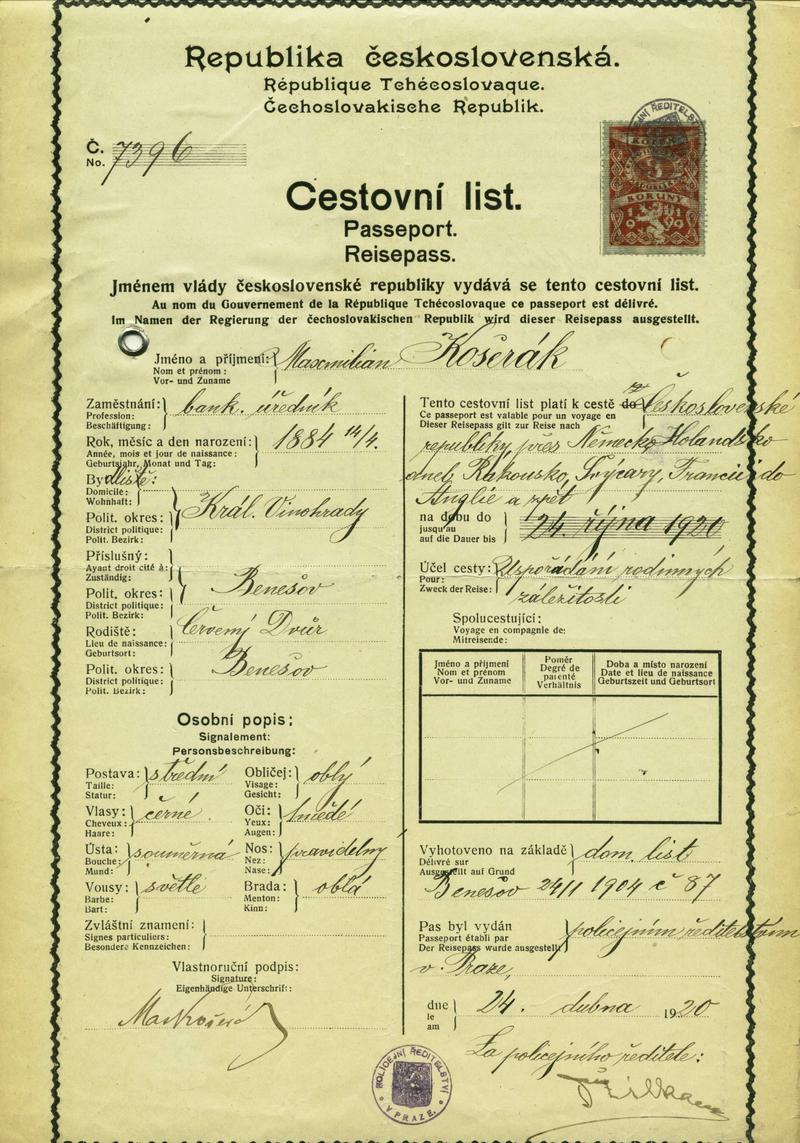 Republika československá.
République Tchécoslovaque.
Čechoslovakische Republik.
Č.
No. 7396
Cestovní list.
Passeport.
Reisepass.
Jménem vlády československé republiky vydává se tento cestovní list.
Au nom du Gouvernement de la République Tchécoslovaque ce passeport est délivré.
Im Namen der Regierung der čechoslovakischen Republik wird dieser Reisepass ausgestellt.
Jméno a příjmení: Maxmilián Košerák
Nom et prénom:
Vor- und Zuname
Zaměstnání: bank. úředník
Profession:
Beschäftigung:
Rok, měsíc a den narození: 1884 14/4.
Année, mois et jour de naissance:
Geburtsjahr, Monat und Tag:
Bydliště:
Domicile:
Wohnhaft:
Král. Vinohrady
Polit. okres:
District politique:
Polit. Bezirk:
Příslušný:
Ayant droit cité à:
Zuständig:
Benešov
Polit. okres:
District politique:
Polit. Bezirk:
Rodiště: Červený Dvůr
Lieu de naissance:
Geburtsort:
Polit. okres: Benešov
District politique:
Polit. Bezirk:
Osobní popis:
Signalement:
Personsbeschreibung:
Postava: střední Obličej: oblý
Taille: Visage:
Statur: Gesicht:
Vlasy: černé Oči: hnědé
Cheveux: Yeux:
Haare: Augen:
Ústa: souměrná Nos: pravidelný
Bouche: Nez:
Mund: Nase:
Vousy: světlé Brada: oblá
Barbe: Menton:
Bart: Kinn:
Zvláštní znamení:
Signes particuliers:
Besondere Kennzeichen:
Vlastnoruční podpis:
Signature:
Eigenhändige Unterschrift:
Max Košerák
Tento cestovní list platí k cestě do z Československé
Ce passeport est valable pour un voyage en
Dieser Reisepass gilt zur Reise nach
republiky, přes Německo, Holandsko
dneb, Rakousko, Švýcary, Francii do
Anglie a zpět
na dobu do 24. října 1920
jusqu'au
auf die Dauer bis
Účel cesty: Uspořádání rodinných
Pour:
Zweck der Reise:
záležitostí
Spolucestující:
Voyage en compagnie de:
Mitreisende:
Jméno a příjmení Poměr Doba a místo narození
Nom et prénom Degré de parenté Date et lieu de naissance
Vor- und Zuname Verhältnis Geburtszeit und Geburtsort
Vyhotoveno na základě dom. list
Délivré sur
Ausgestellt auf Grund
Benešov 24/1 1904 č 87
Pas byl vydán policejním ředitelstvím
Passeport établi par
Der Reisepass wurde ausgestellt
v Praze,
dne 24. dubna 1920
le
am
Za policejního ředitele:
POLICEJNÍ ŘEDITELSTVÍ
V PRAZE
KORUNY
1919